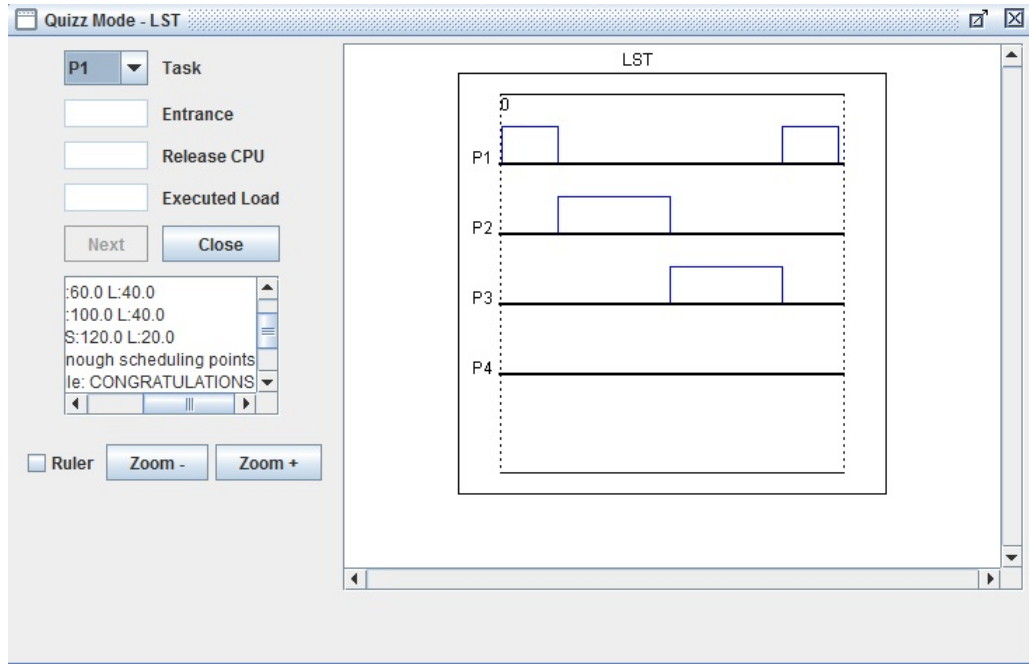 Quizz Mode - LST
P1 Task
Entrance
Release CPU
Executed Load
Next Close
:60.0 L:40.0
:100.0 L:40.0
S:120.0 L:20.0
nough scheduling points
le: CONGRATULATIONS
Ruler Zoom - Zoom +
LST
0
P1
P2
P3
P4